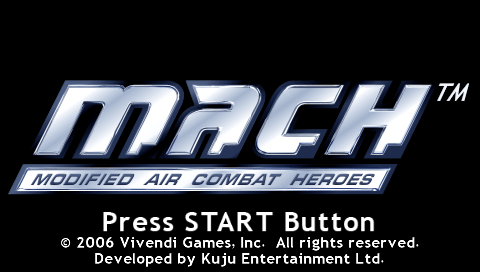 MACH™
MODIFIED AIR COMBAT HEROES
Press START Button
© 2006 Vivendi Games, Inc. All rights reserved.
Developed by Kuju Entertainment Ltd.